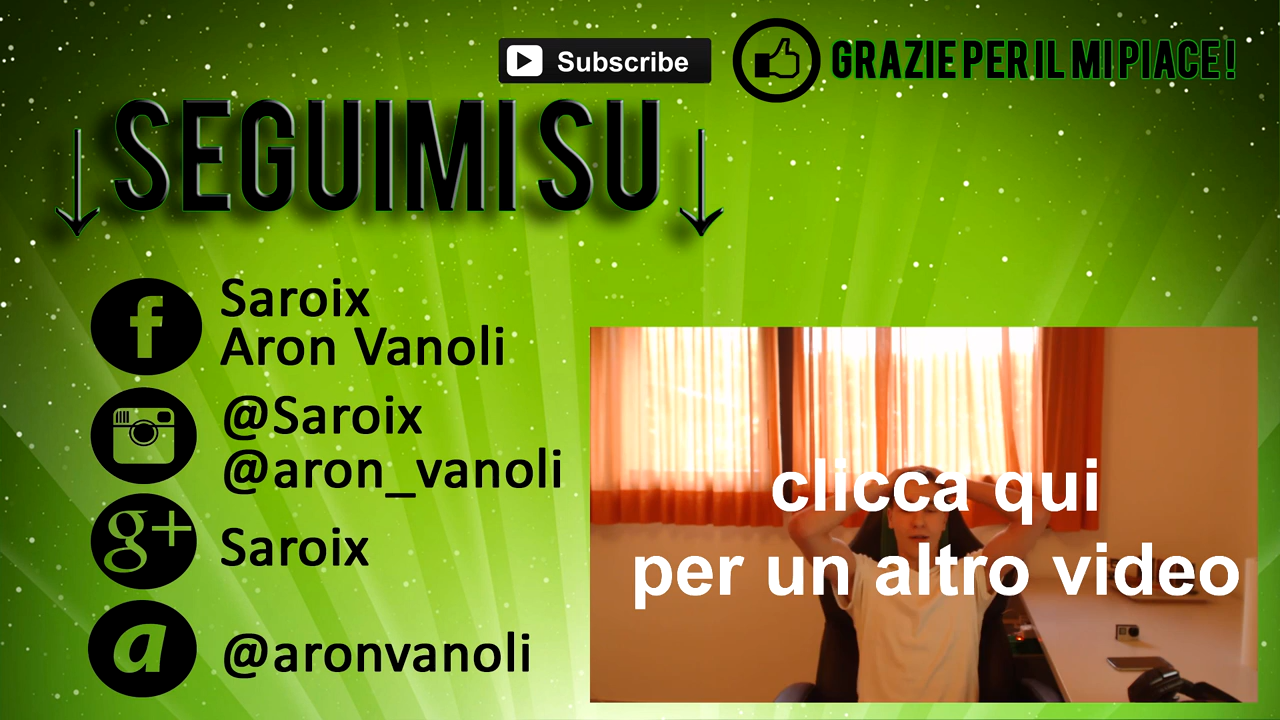 Subscribe
GRAZIE PER IL MI PIACE!
↓SEGUIMI SU↓
f
Saroix
Aron Vanoli
@Saroix
@aron_vanoli
g+
Saroix
a
@aronvanoli
clicca qui
per un altro video